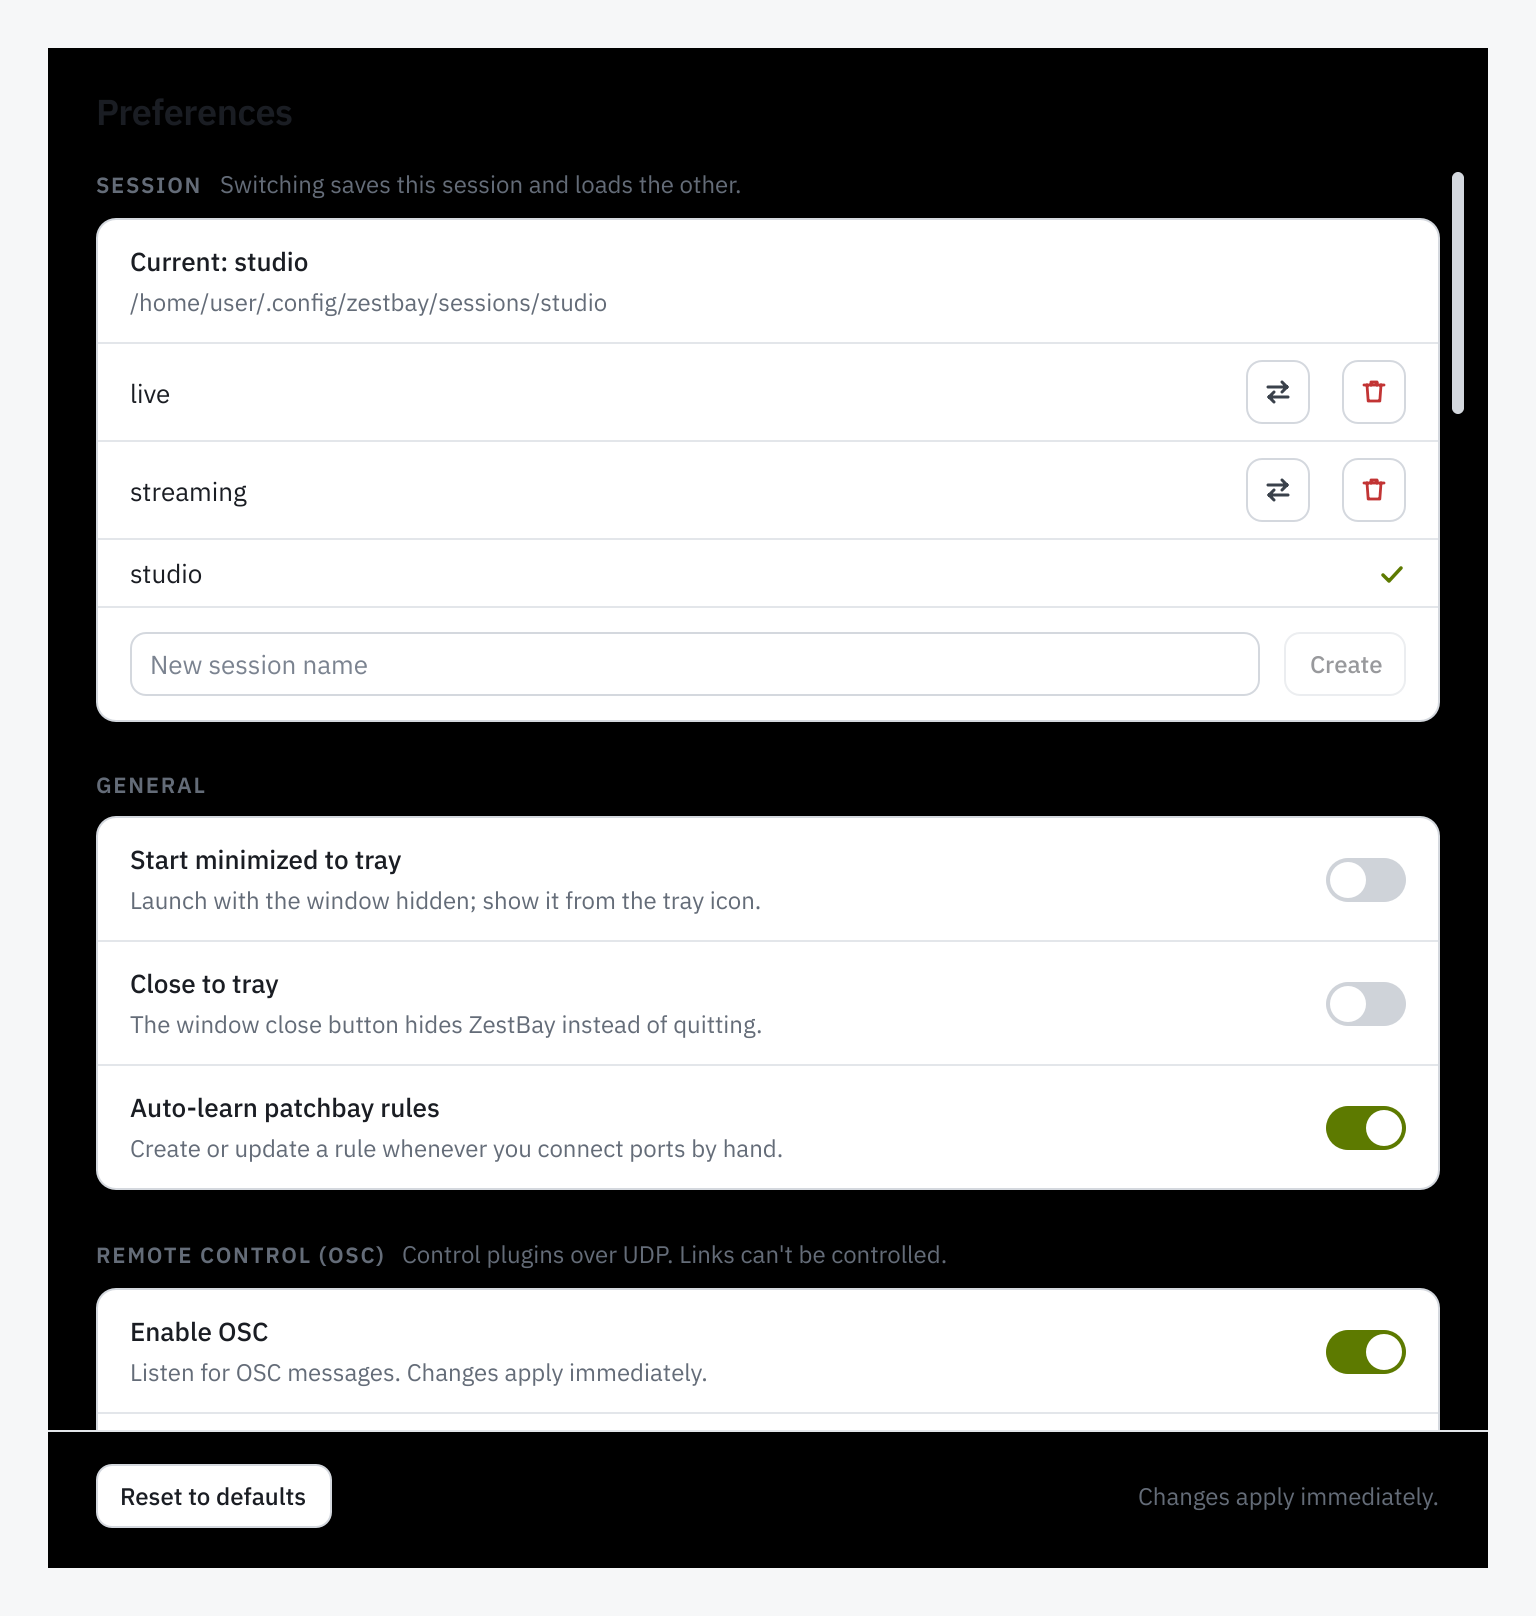 Preferences
SESSION Switching saves this session and loads the other.
Current: studio
/home/user/.config/zestbay/sessions/studio
live
streaming
studio
New session name
Create
GENERAL
Start minimized to tray
Launch with the window hidden; show it from the tray icon.
Close to tray
The window close button hides ZestBay instead of quitting.
Auto-learn patchbay rules
Create or update a rule whenever you connect ports by hand.
REMOTE CONTROL (OSC) Control plugins over UDP. Links can't be controlled.
Enable OSC
Listen for OSC messages. Changes apply immediately.
Reset to defaults
Changes apply immediately.